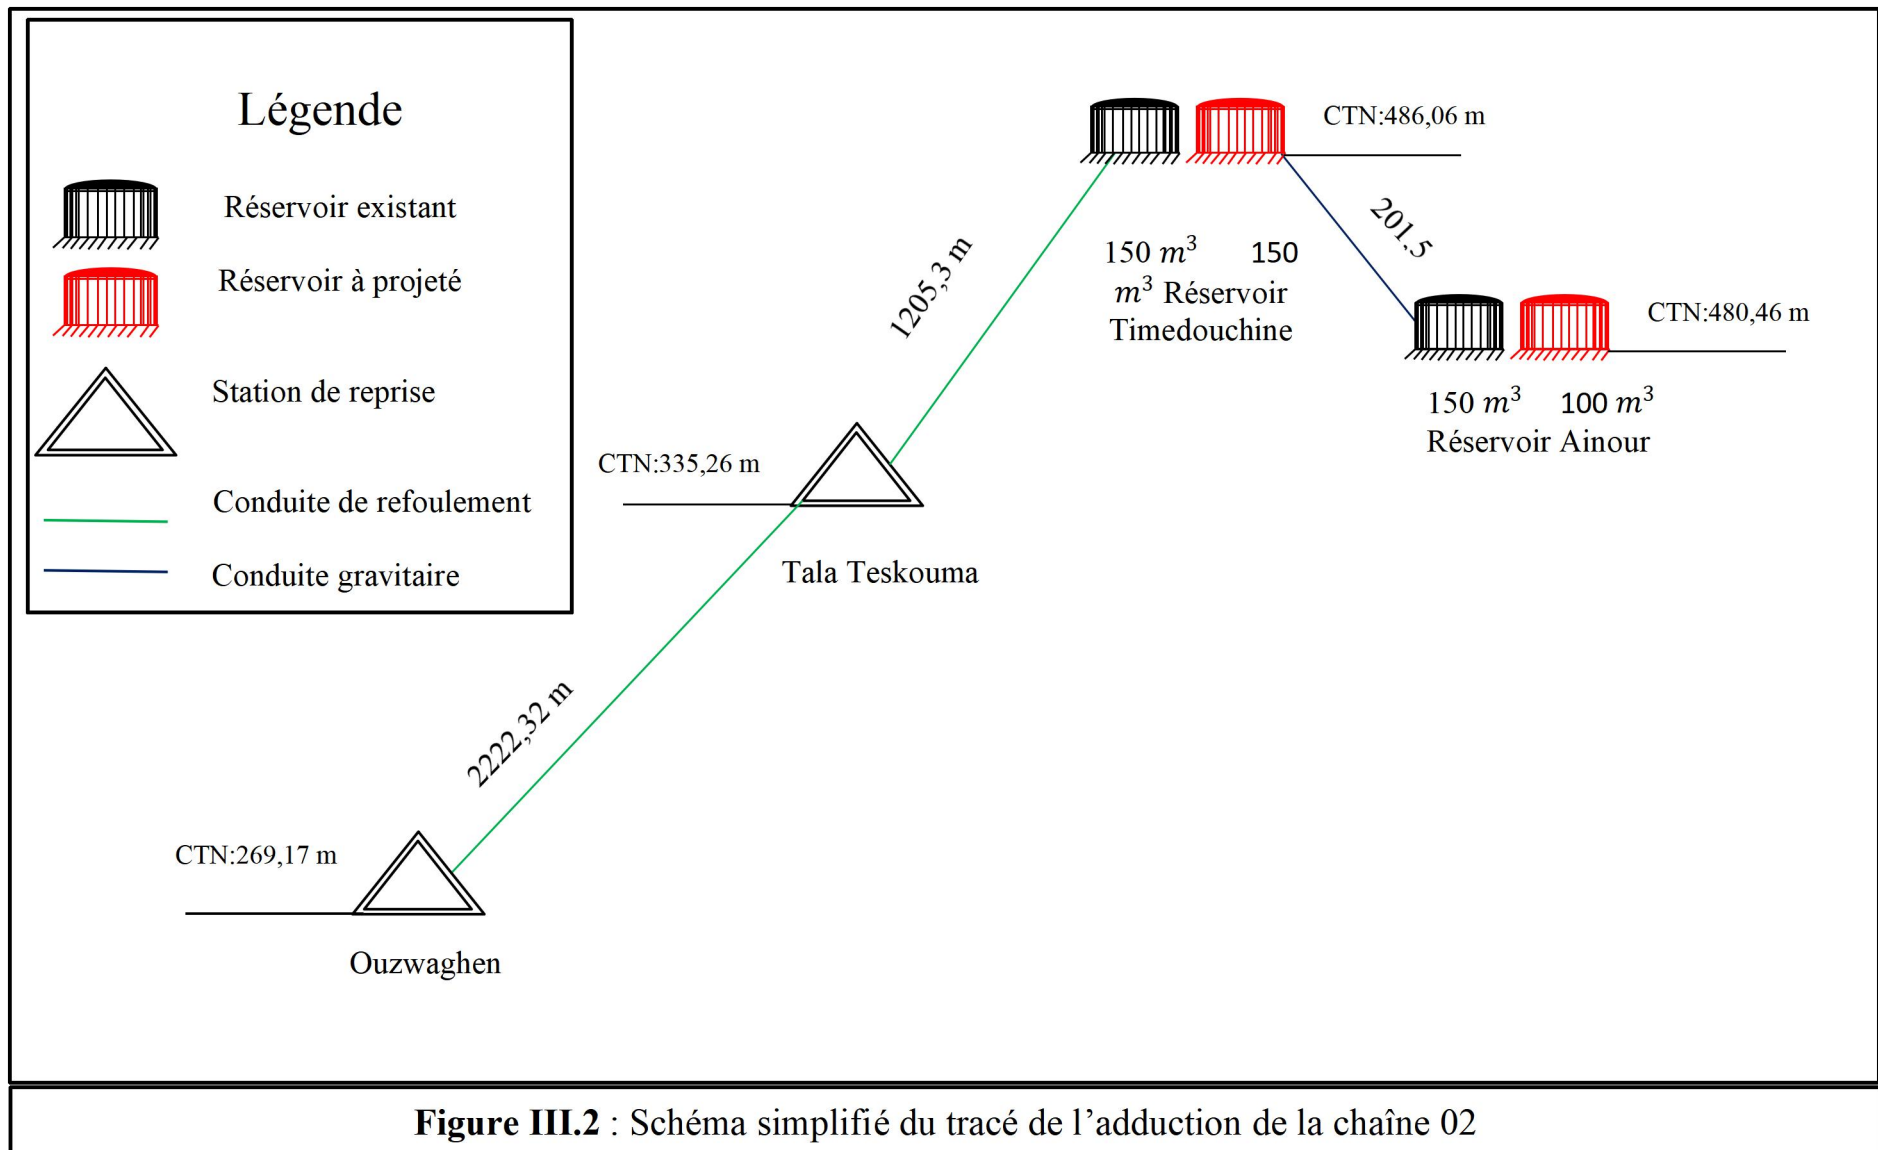 Légende
Réservoir existant
Réservoir à projeté
Station de reprise
Conduite de refoulement
Conduite gravitaire
CTN:486,06 m
201.5
1205,3 m
150 m³ 150
m³ Réservoir
Timedouchine
CTN:480,46 m
150 m³ 100 m³
Réservoir Ainour
CTN:335,26 m
Tala Teskouma
2222,32 m
CTN:269,17 m
Ouzwaghen
Figure III.2 : Schéma simplifié du tracé de l’adduction de la chaîne 02